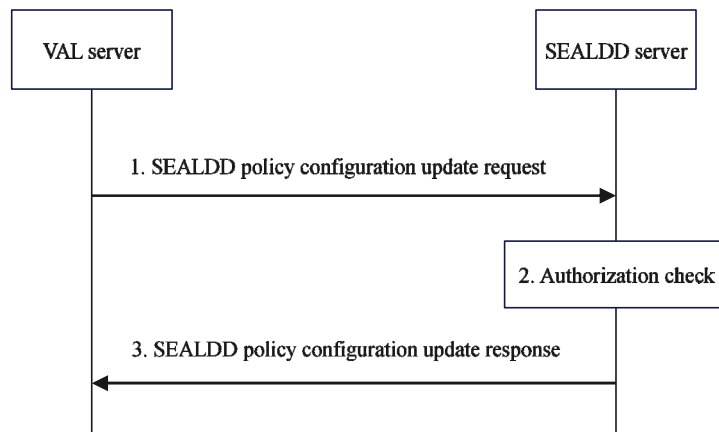 VAL server
SEALDD server
1. SEALDD policy configuration update request
2. Authorization check
3. SEALDD policy configuration update response